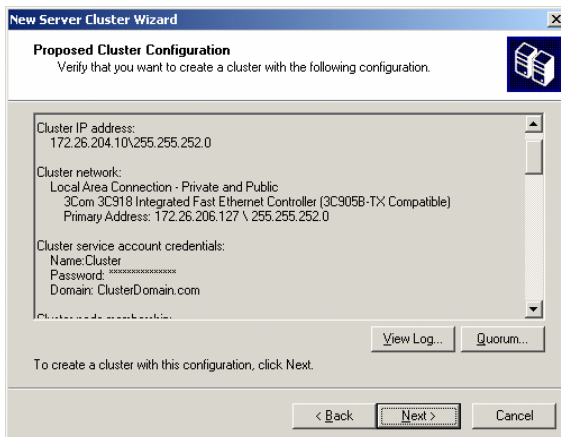 New Server Cluster Wizard
Proposed Cluster Configuration
Verify that you want to create a cluster with the following configuration.
Cluster IP address:
172.26.204.10\255.255.252.0
Cluster network:
Local Area Connection - Private and Public
3Com 3C918 Integrated Fast Ethernet Controller (3C905B-TX Compatible)
Primary Address: 172.26.206.127 \ 255.255.252.0
Cluster service account credentials:
Name:Cluster
Password: ***************
Domain: ClusterDomain.com
Cluster node membership:
View Log...
Quorum...
To create a cluster with this configuration, click Next.
< Back
Next >
Cancel